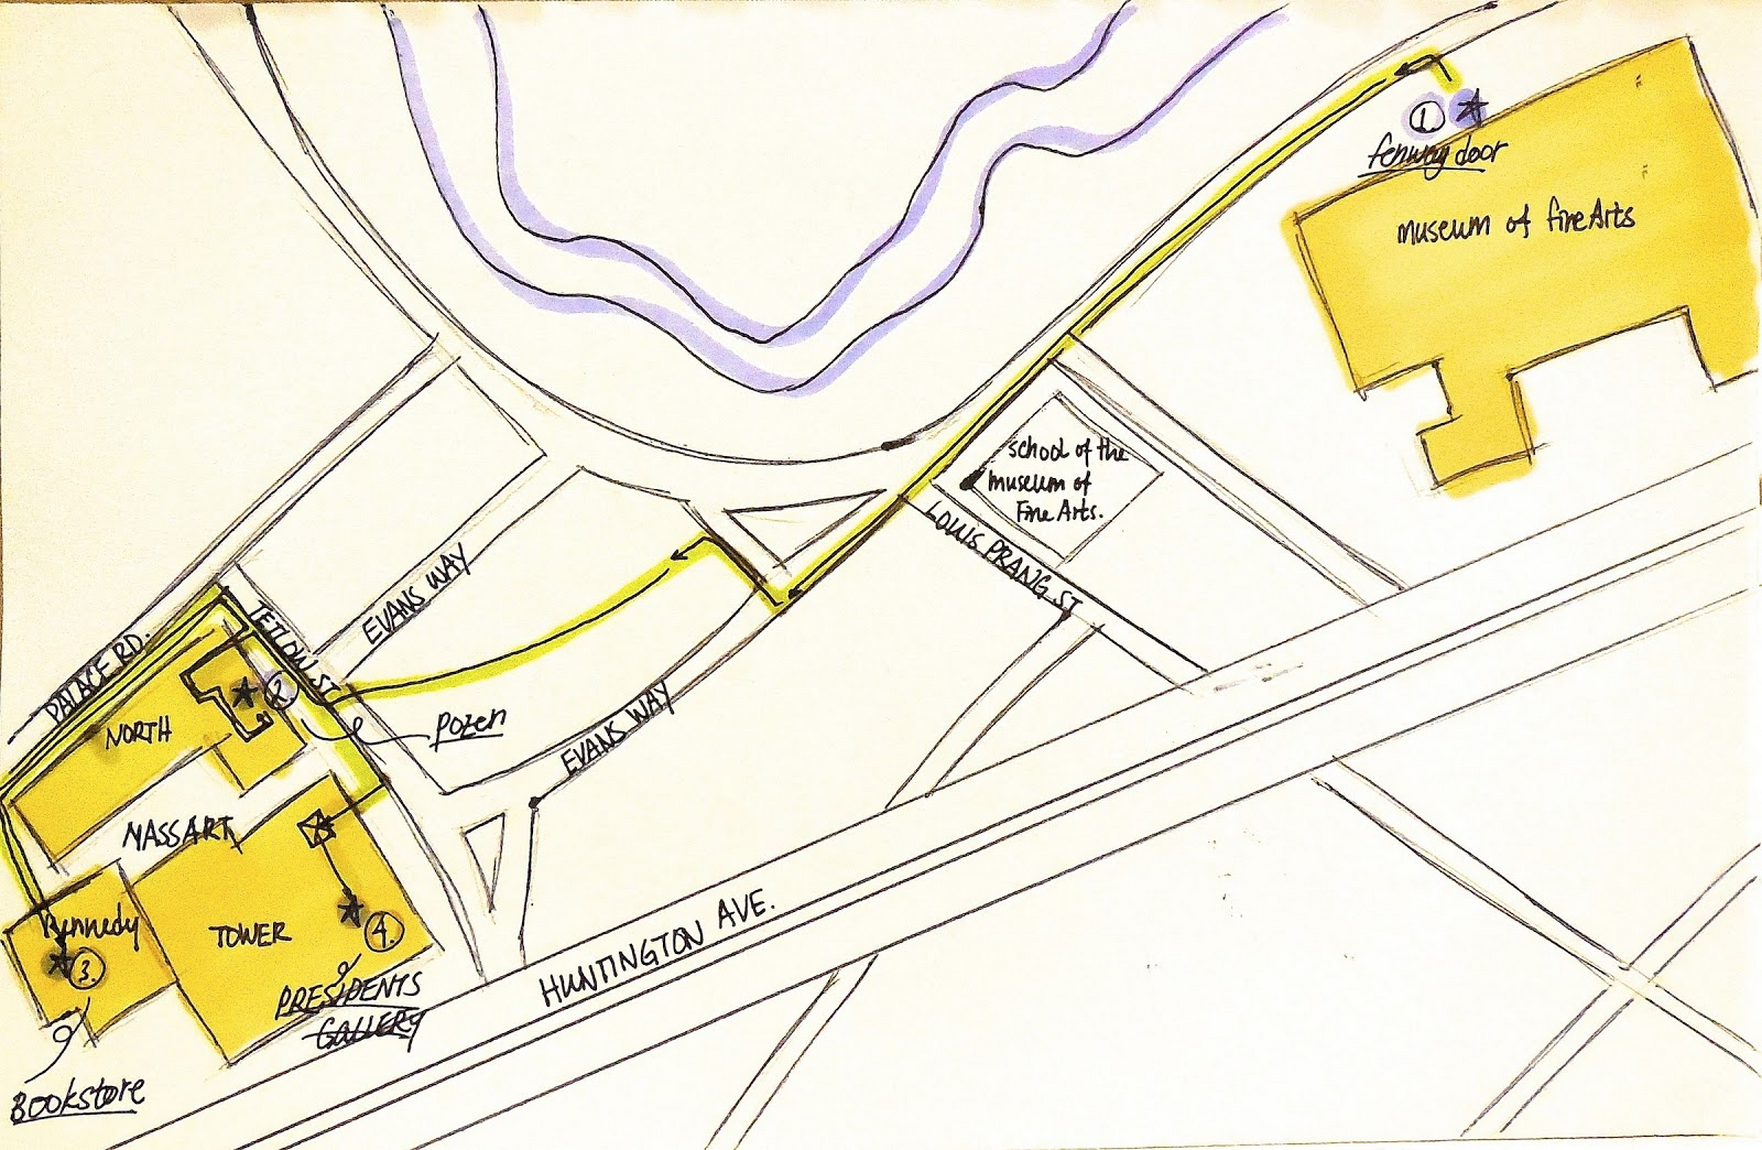 1.
fenway door
museum of fine Arts
school of the
museum of
Fine Arts.
LOUIS PRANG ST
EVANS WAY
TETLOW ST
PALACE RD.
2.
NORTH
Pozen
EVANS WAY
MASSART
Kennedy
TOWER
3.
4.
PRESIDENTS
GALLERY
HUNTINGTON AVE.
Bookstore